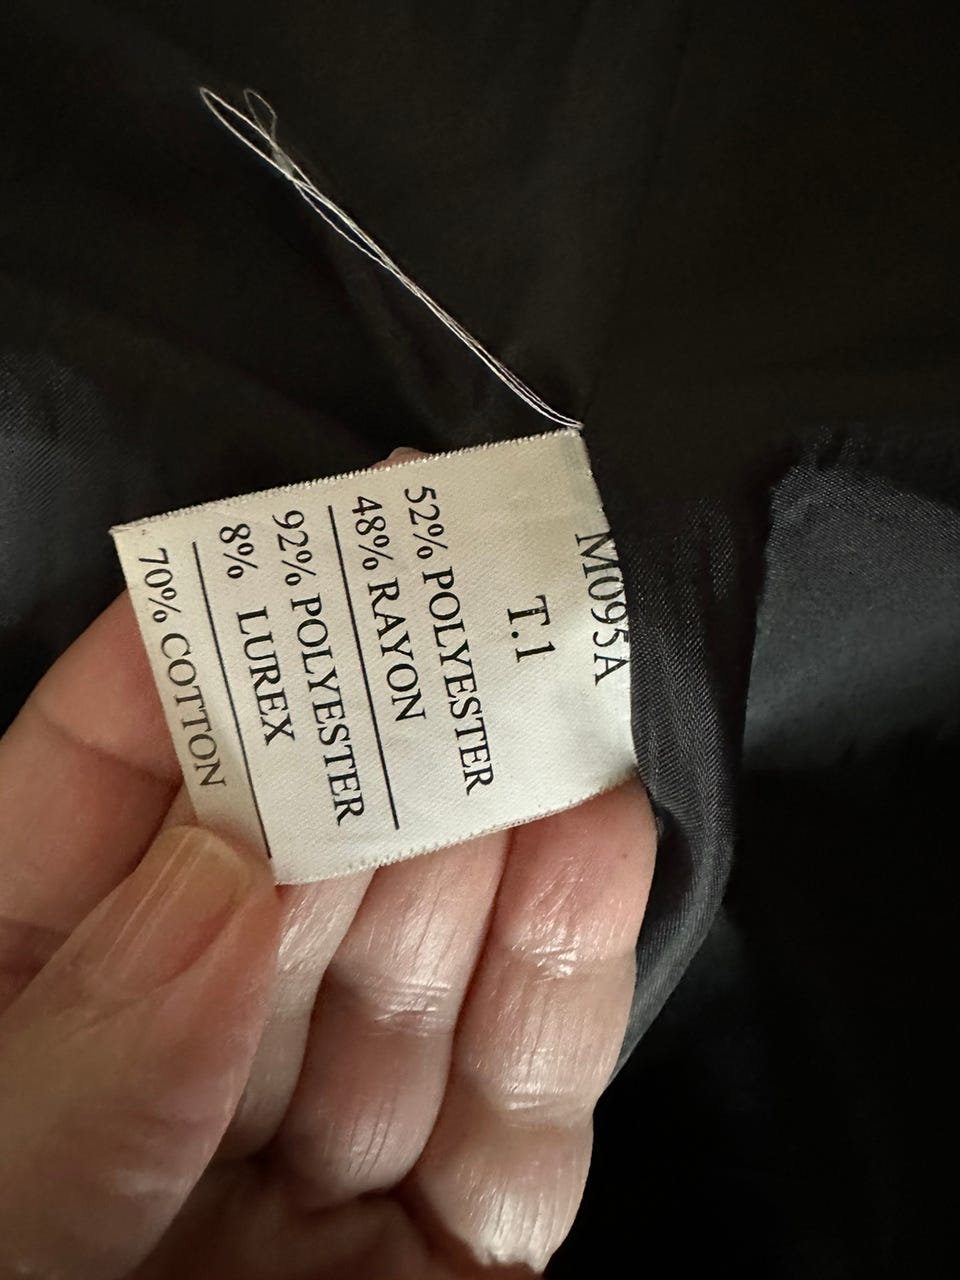 M095A
T.1
52% POLYESTER
48% RAYON
92% POLYESTER
8% LUREX
70% COTTON